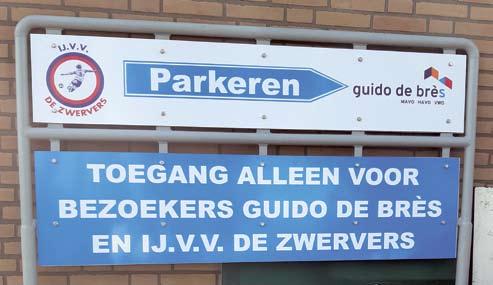 IJ.V.V.
DE ZWERVERS
Parkeren
guido de brès
MAVO HAVO VWO
TOEGANG ALLEEN VOOR
BEZOEKERS GUIDO DE BRÈS
EN IJ.V.V. DE ZWERVERS